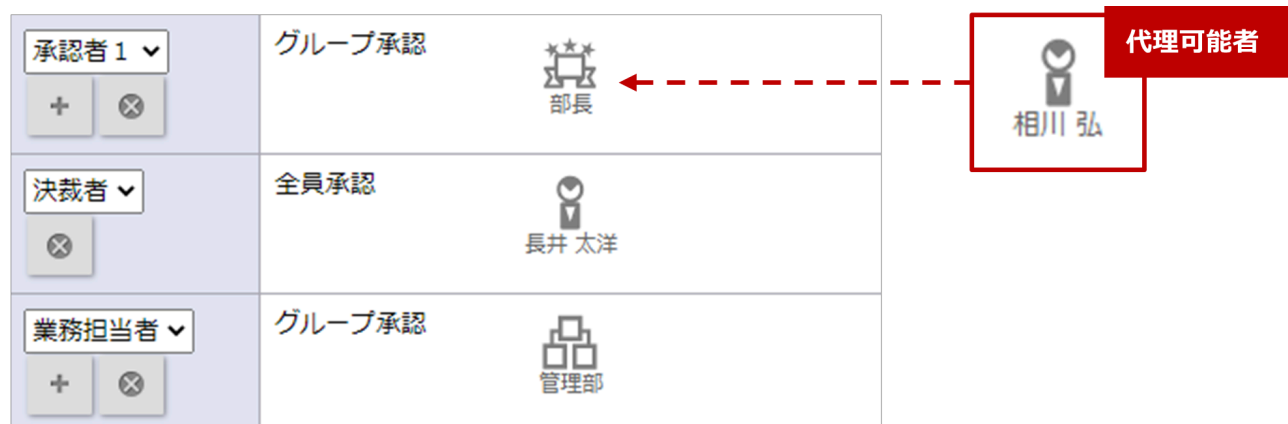 承認者1
グループ承認
部長
代理可能者
相川 弘
決裁者
全員承認
長井 太洋
業務担当者
グループ承認
管理部